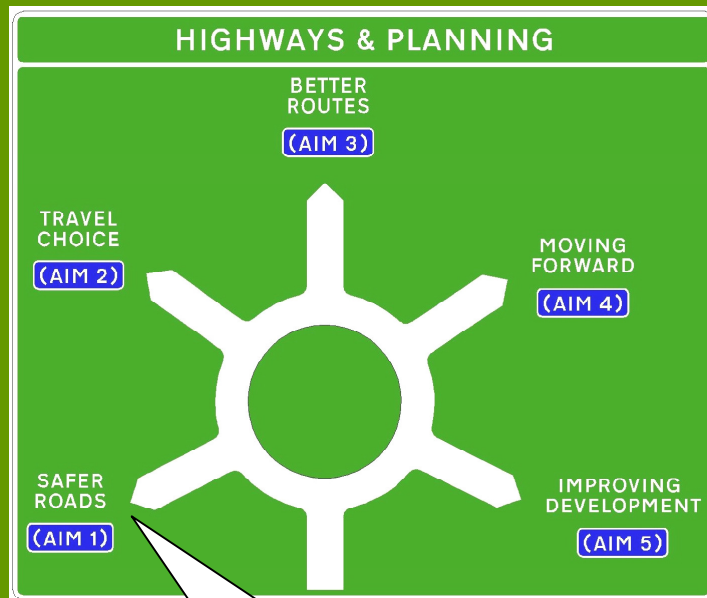 HIGHWAYS & PLANNING
BETTER
ROUTES
(AIM 3)
TRAVEL
CHOICE
(AIM 2)
MOVING
FORWARD
(AIM 4)
SAFER
ROADS
(AIM 1)
IMPROVING
DEVELOPMENT
(AIM 5)